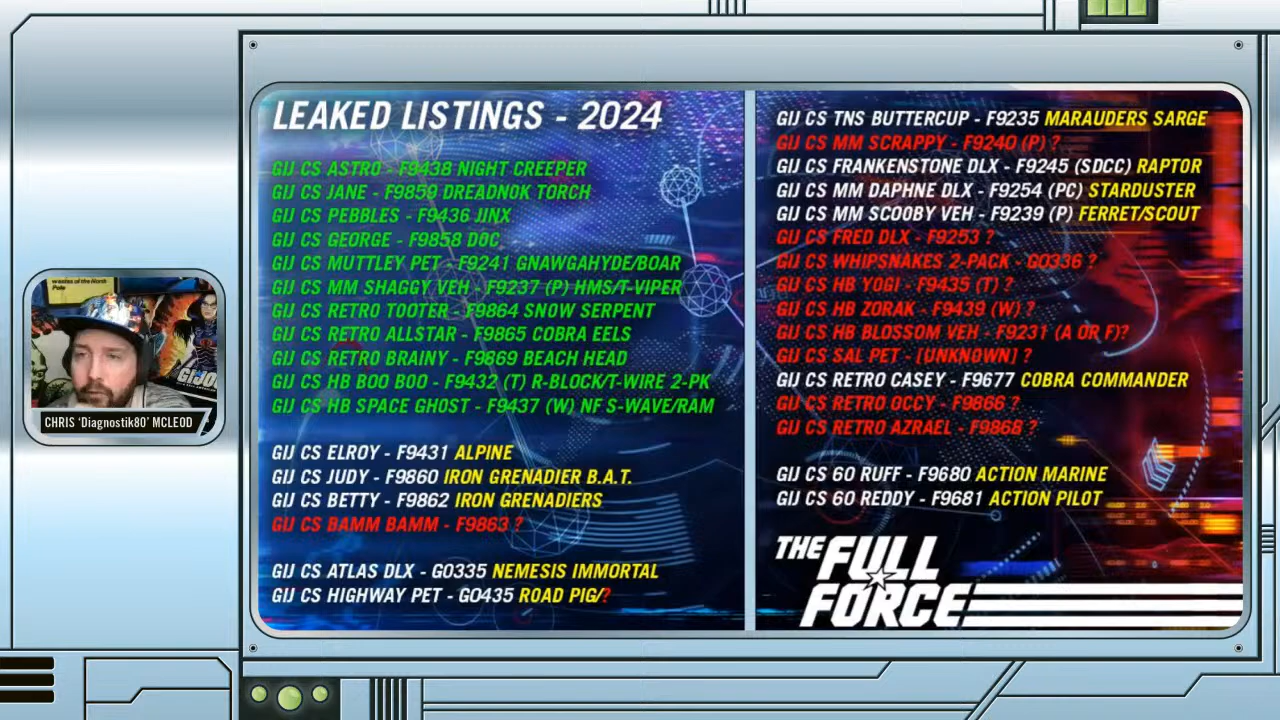 LEAKED LISTINGS - 2024
GIJ CS ASTRO - F9438 NIGHT CREEPER
GIJ CS JANE - F9859 DREADNOK TORCH
GIJ CS PEBBLES - F9436 JINX
GIJ CS GEORGE - F9858 DOC
GIJ CS MUTTLEY PET - F9241 GNAWGAHYDE/BOAR
GIJ CS MM SHAGGY VEH - F9237 (P) HMS/T-VIPER
GIJ CS RETRO TOOTER - F9864 SNOW SERPENT
GIJ CS RETRO ALLSTAR - F9865 COBRA EELS
GIJ CS RETRO BRAINY - F9869 BEACH HEAD
GIJ CS HB BOO BOO - F9432 (T) R-BLOCK/T-WIRE 2-PK
GIJ CS HB SPACE GHOST - F9437 (W) NF S-WAVE/RAM
GIJ CS ELROY - F9431 ALPINE
GIJ CS JUDY - F9860 IRON GRENADIER B.A.T.
GIJ CS BETTY - F9862 IRON GRENADIERS
GIJ CS BAMM BAMM - F9863 ?
GIJ CS ATLAS DLX - GO335 NEMESIS IMMORTAL
GIJ CS HIGHWAY PET - GO435 ROAD PIG/?
GIJ CS TNS BUTTERCUP - F9235 MARAUDERS SARGE
GIJ CS MM SCRAPPY - F9240 (P) ?
GIJ CS FRANKENSTONE DLX - F9245 (SDCC) RAPTOR
GIJ CS MM DAPHNE DLX - F9254 (PC) STARDUSTER
GIJ CS MM SCOOBY VEH - F9239 (P) FERRET/SCOUT
GIJ CS FRED DLX - F9253 ?
GIJ CS WHIPSNAKES 2-PACK - GO336 ?
GIJ CS HB YOGI - F9435 (T) ?
GIJ CS HB ZORAK - F9439 (W) ?
GIJ CS HB BLOSSOM VEH - F9231 (A OR F)?
GIJ CS SAL PET - [UNKNOWN] ?
GIJ CS RETRO CASEY - F9677 COBRA COMMANDER
GIJ CS RETRO OCCY - F9866 ?
GIJ CS RETRO AZRAEL - F9868 ?
GIJ CS 60 RUFF - F9680 ACTION MARINE
GIJ CS 60 REDDY - F9681 ACTION PILOT
THE FULL
FORCE
GIJOE
CHRIS 'Diagnostik80' MCLEOD